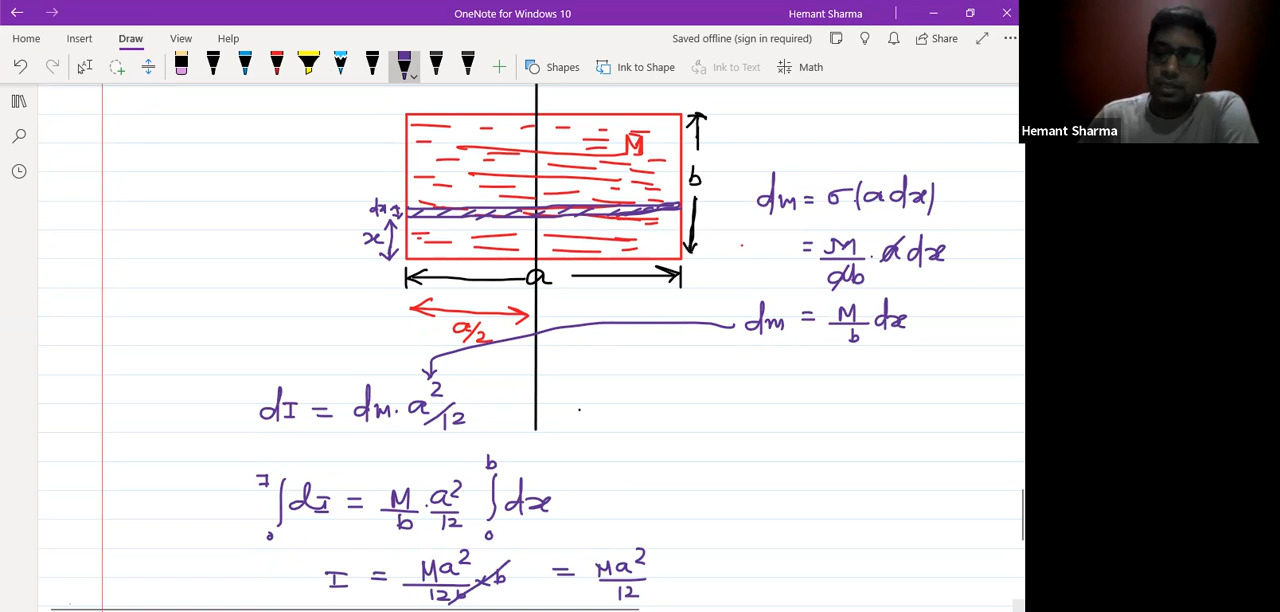 OneNote for Windows 10
Hemant Sharma
Home Insert Draw View Help
Saved offline (sign in required)
Share
Shapes
Ink to Shape
Ink to Text
Math
Hemant Sharma
M
b
dx
x
a
a/2
dm = σ(a dx)
= M/ab · a dx
dm = M/b dx
dI = dm · a²/12
∫ dI = M/b · a²/12 ∫₀ᵇ dx
I = Ma²/12b × b = Ma²/12